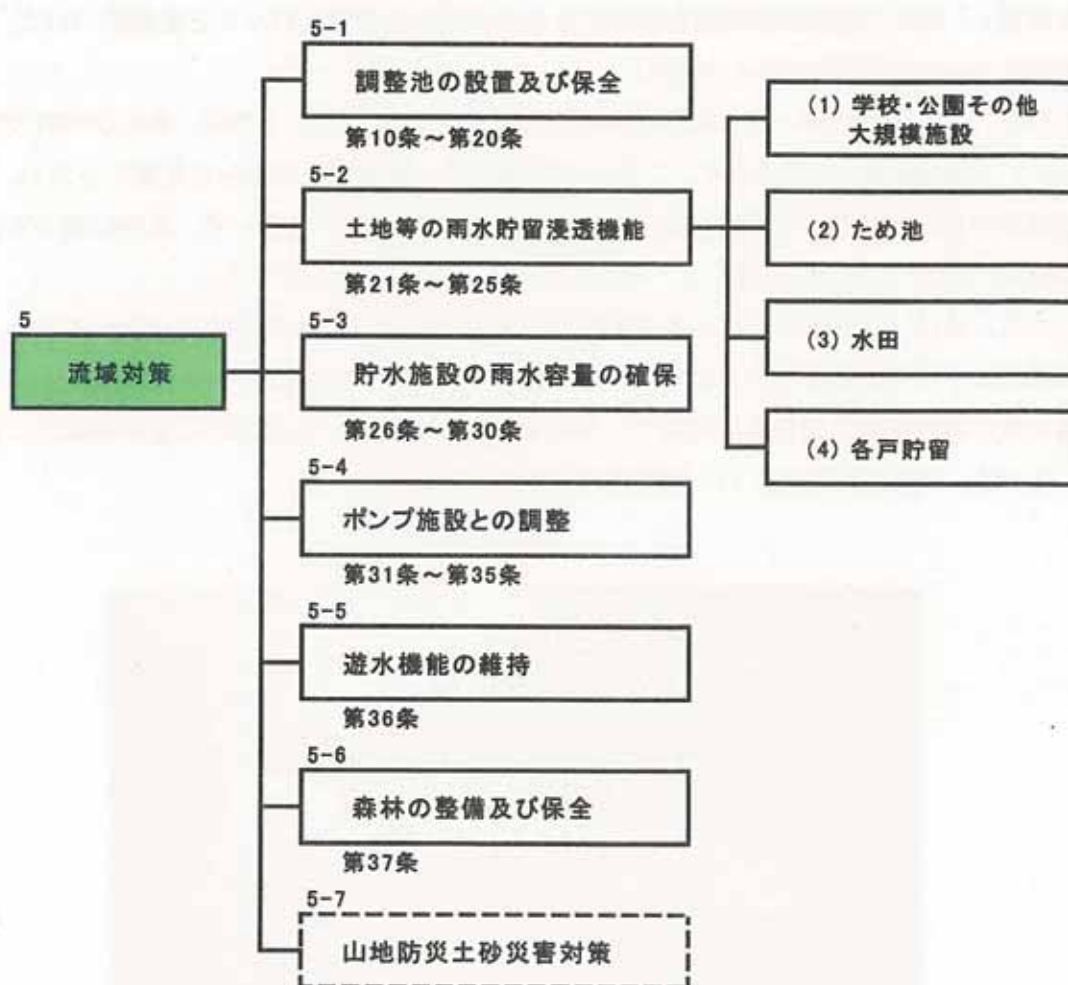 5
流域対策
5-1
調整池の設置及び保全
第10条～第20条
5-2
土地等の雨水貯留浸透機能
第21条～第25条
(1) 学校・公園その他
大規模施設
(2) ため池
(3) 水田
(4) 各戸貯留
5-3
貯水施設の雨水容量の確保
第26条～第30条
5-4
ポンプ施設との調整
第31条～第35条
5-5
遊水機能の維持
第36条
5-6
森林の整備及び保全
第37条
5-7
山地防災土砂災害対策